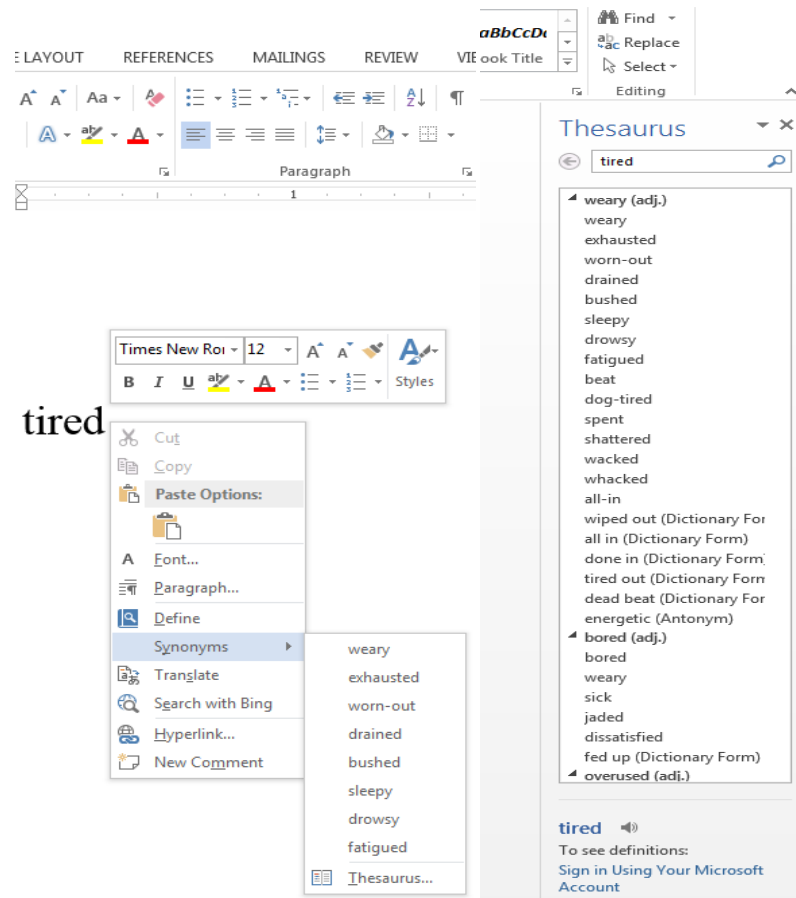 E LAYOUT REFERENCES MAILINGS REVIEW VIE
Aa
1
Paragraph
Times New Ror 12
B I U Styles
tired
Cut
Copy
Paste Options:
Font...
Paragraph...
Define
Synonyms
Translate
Search with Bing
Hyperlink...
New Comment
weary
exhausted
worn-out
drained
bushed
sleepy
drowsy
fatigued
Thesaurus...
aBbCcDc
ook Title
Find
Replace
Select
Editing
Thesaurus
tired
weary (adj.)
weary
exhausted
worn-out
drained
bushed
sleepy
drowsy
fatigued
beat
dog-tired
spent
shattered
wacked
whacked
all-in
wiped out (Dictionary For
all in (Dictionary Form)
done in (Dictionary Form)
tired out (Dictionary Form
dead beat (Dictionary For
energetic (Antonym)
bored (adj.)
bored
weary
sick
jaded
dissatisfied
fed up (Dictionary Form)
overused (adj.)
tired
To see definitions:
Sign in Using Your Microsoft
Account